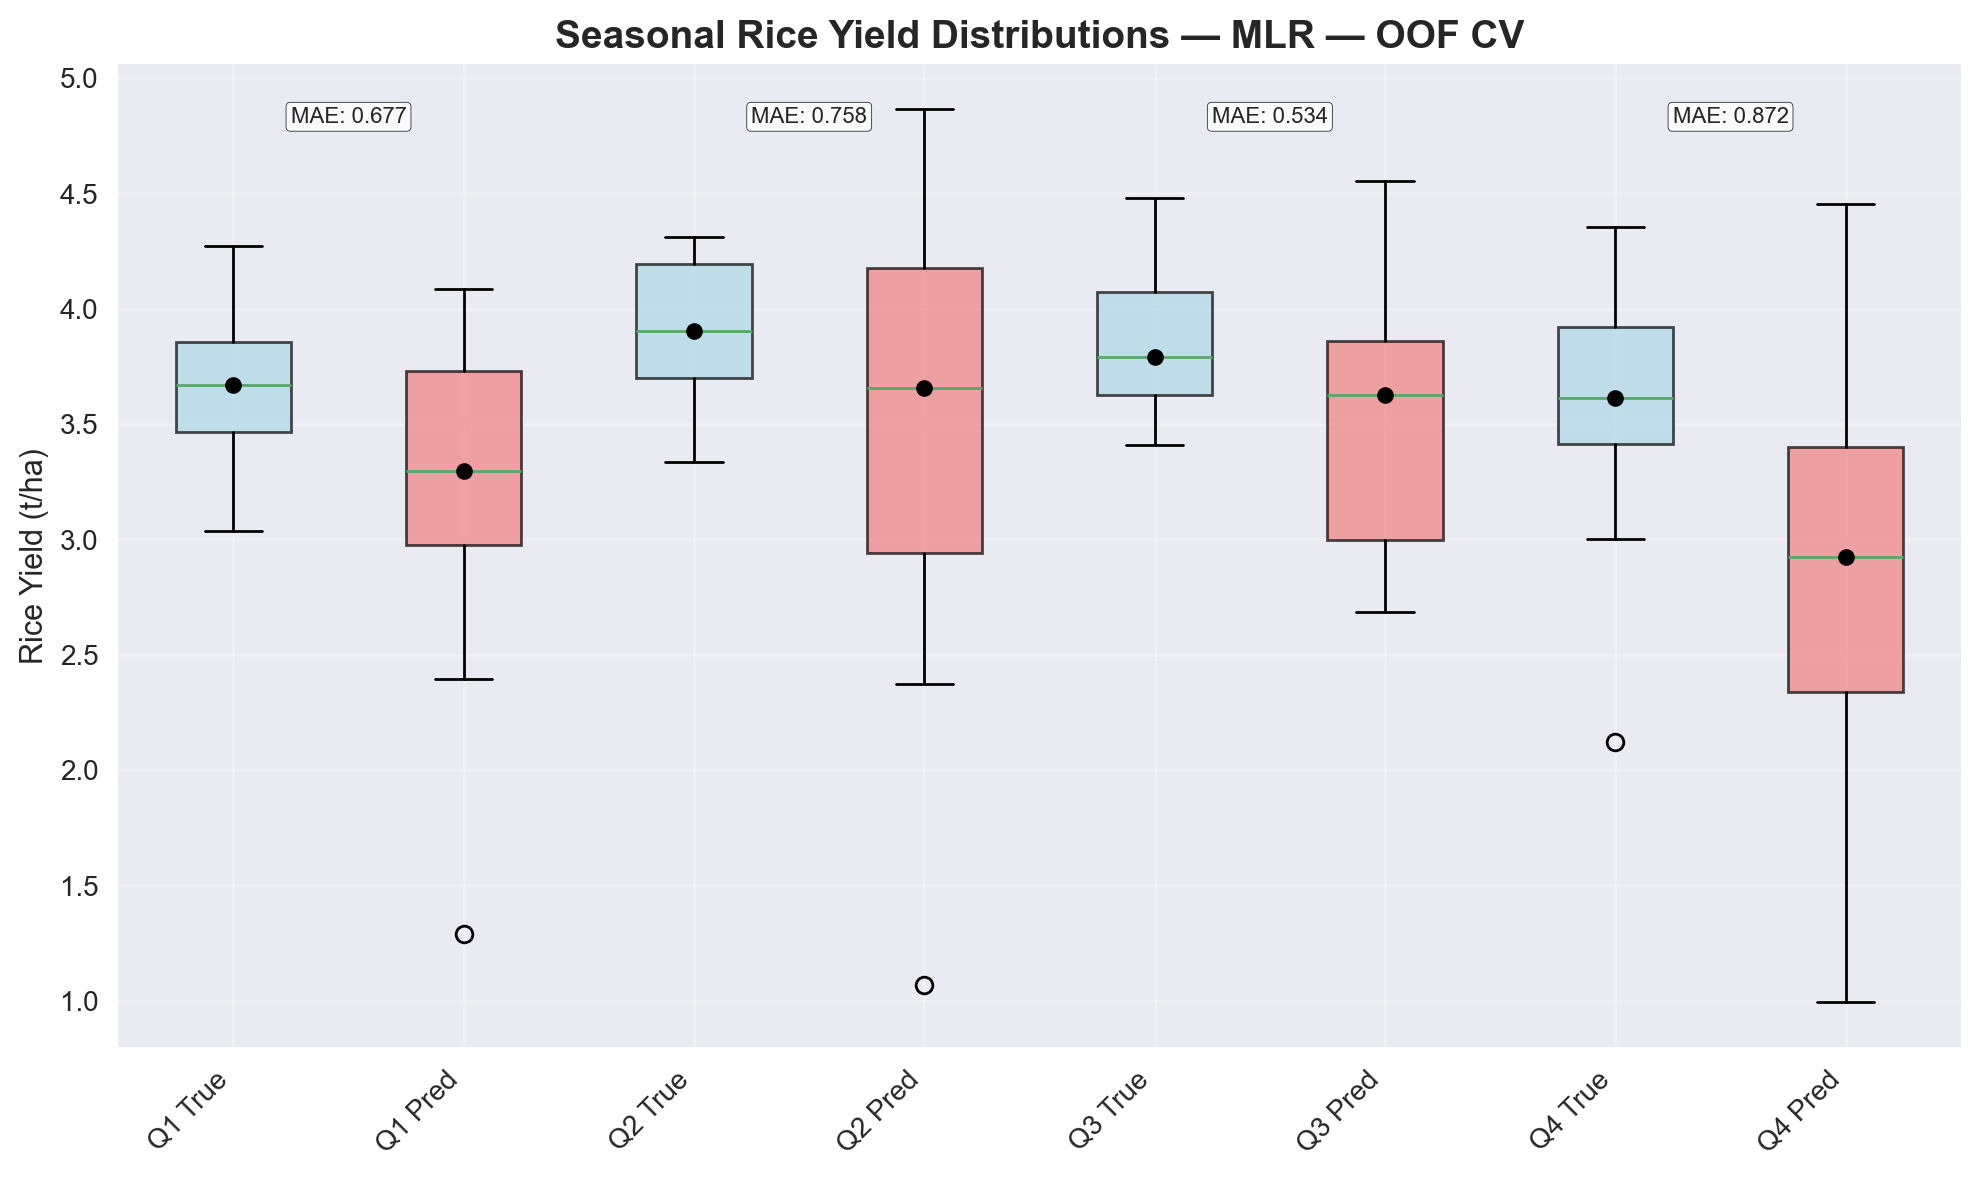 Seasonal Rice Yield Distributions — MLR — OOF CV
MAE: 0.677
MAE: 0.758
MAE: 0.534
MAE: 0.872
Rice Yield (t/ha)
5.0
4.5
4.0
3.5
3.0
2.5
2.0
1.5
1.0
Q1 True
Q1 Pred
Q2 True
Q2 Pred
Q3 True
Q3 Pred
Q4 True
Q4 Pred